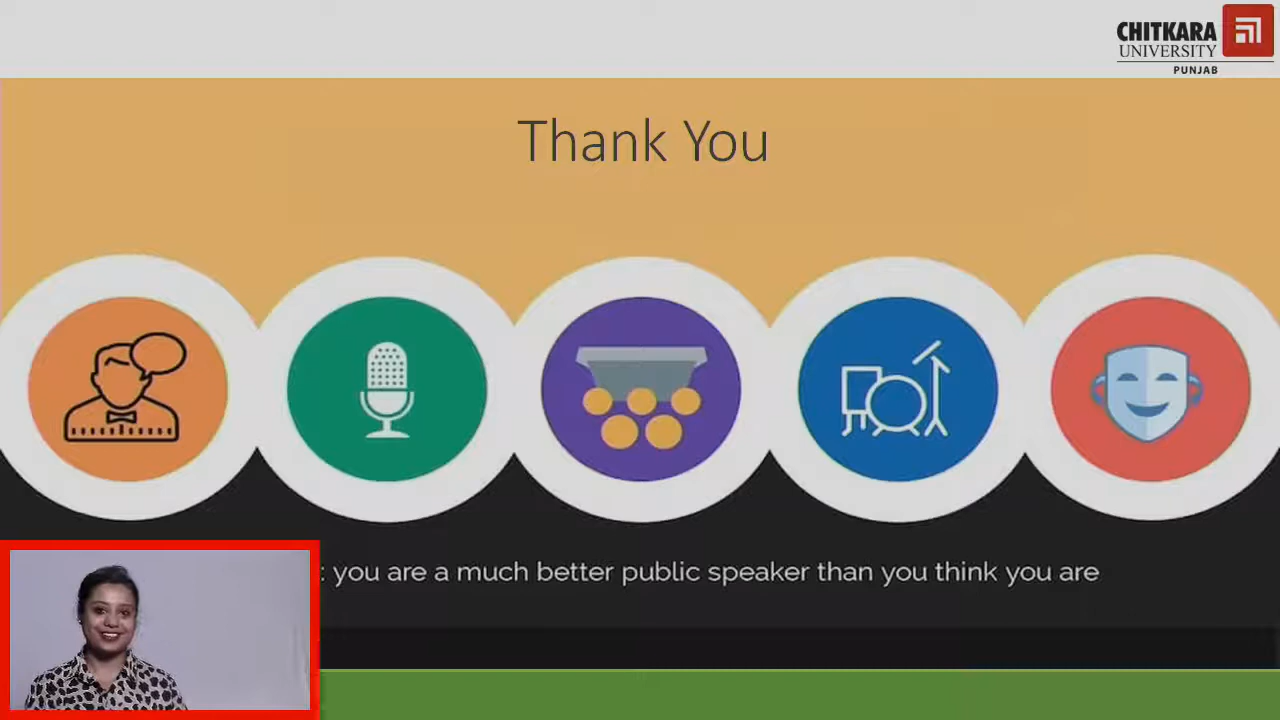 CHITKARA
UNIVERSITY
PUNJAB
Thank You
: you are a much better public speaker than you think you are